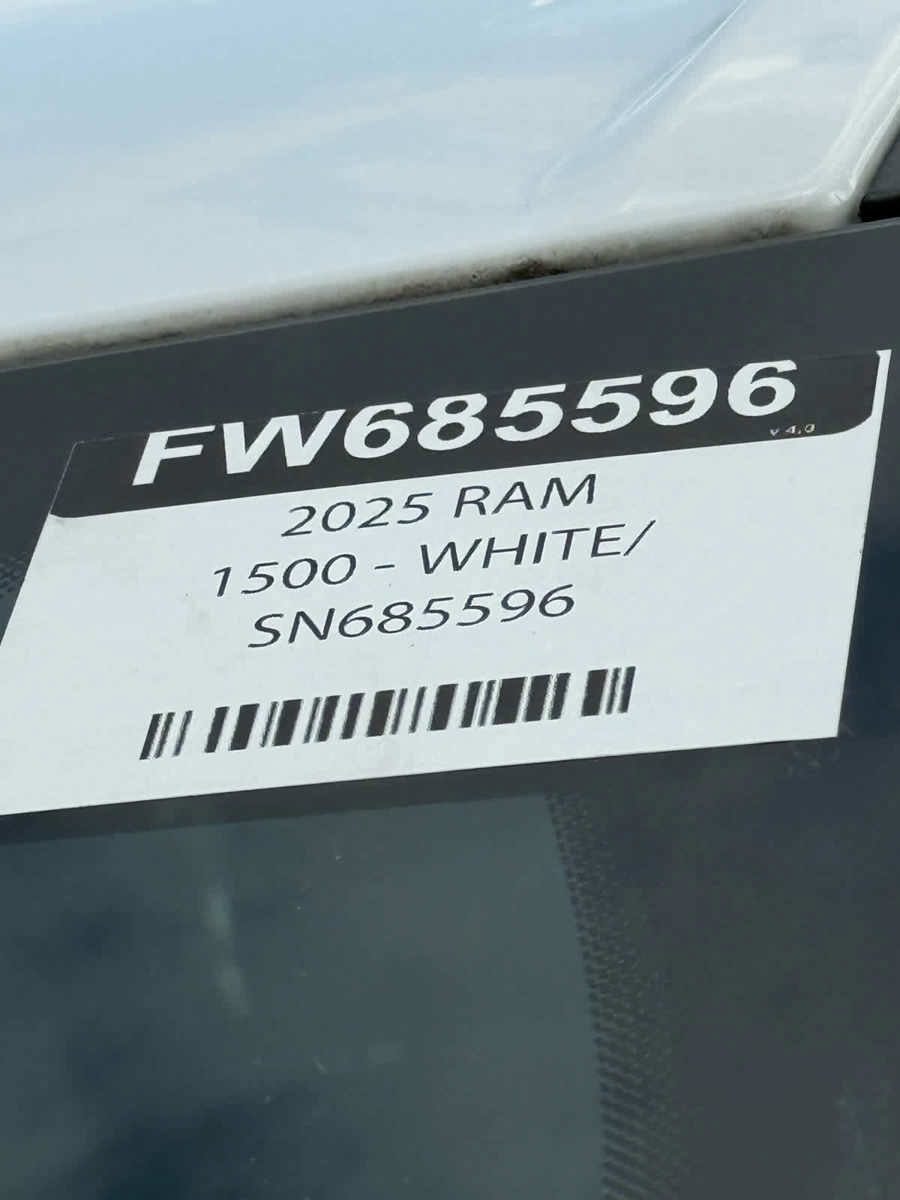 FW685596
v 4.0
2025 RAM
1500 - WHITE/
SN685596